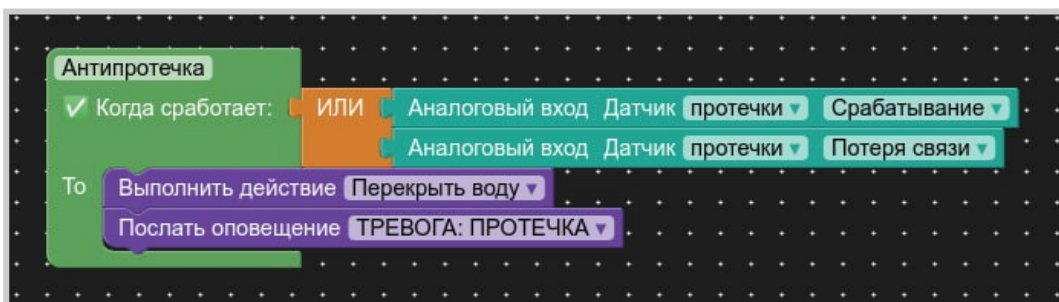 Антипротечка
Когда сработает: ИЛИ Аналоговый вход Датчик протечки Срабатывание
Аналоговый вход Датчик протечки Потеря связи
То Выполнить действие Перекрыть воду
Послать оповещение ТРЕВОГА: ПРОТЕЧКА